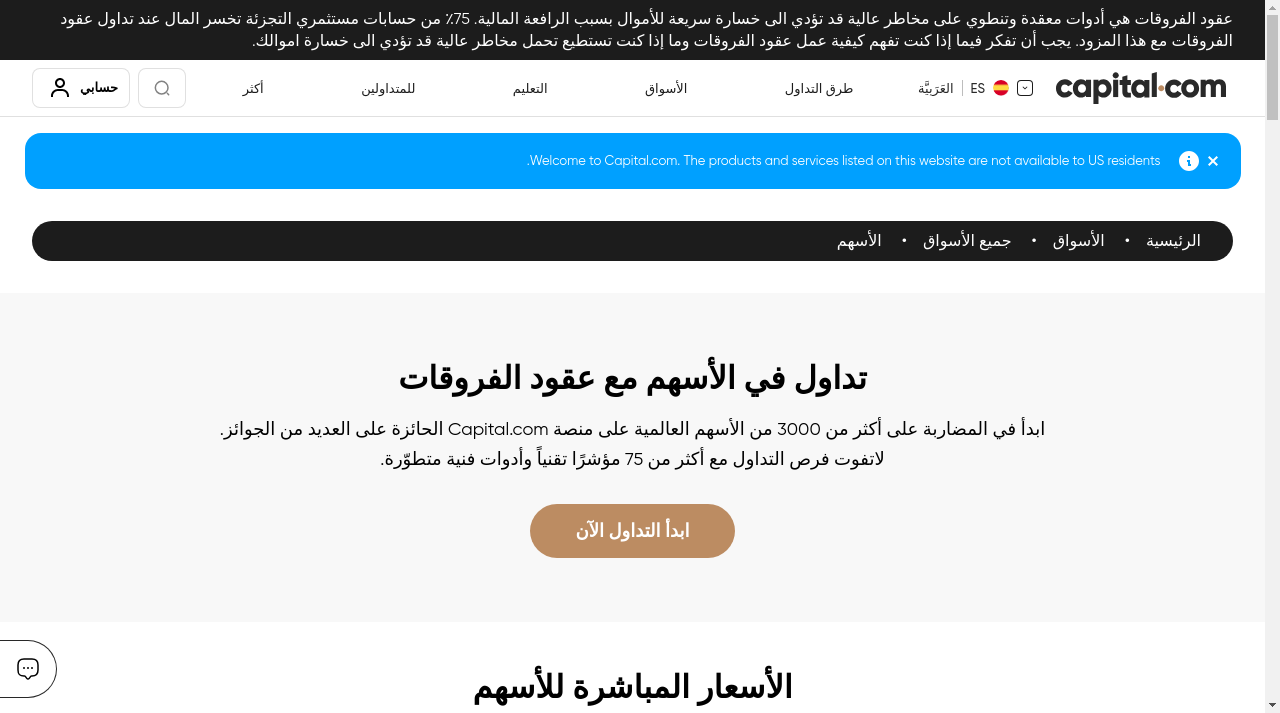 عقود الفروقات هي أدوات معقدة وتنطوي على مخاطر عالية قد تؤدي الى خسارة سريعة للأموال بسبب الرافعة المالية. 75٪ من حسابات مستثمري التجزئة تخسر المال عند تداول عقود
الفروقات مع هذا المزود. يجب أن تفكر فيما إذا كنت تفهم كيفية عمل عقود الفروقات وما إذا كنت تستطيع تحمل مخاطر عالية قد تؤدي الى خسارة اموالك.
capital.com
ES
العَرَبيَّة
طرق التداول
الأسواق
التعليم
للمتداولين
أكثر
حسابي
Welcome to Capital.com. The products and services listed on this website are not available to US residents.
الرئيسية • الأسواق • جميع الأسواق • الأسهم
تداول في الأسهم مع عقود الفروقات
ابدأ في المضاربة على أكثر من 3000 من الأسهم العالمية على منصة Capital.com الحائزة على العديد من الجوائز.
لاتفوت فرص التداول مع أكثر من 75 مؤشرًا تقنياً وأدوات فنية متطوّرة.
ابدأ التداول الآن
الأسعار المباشرة للأسهم